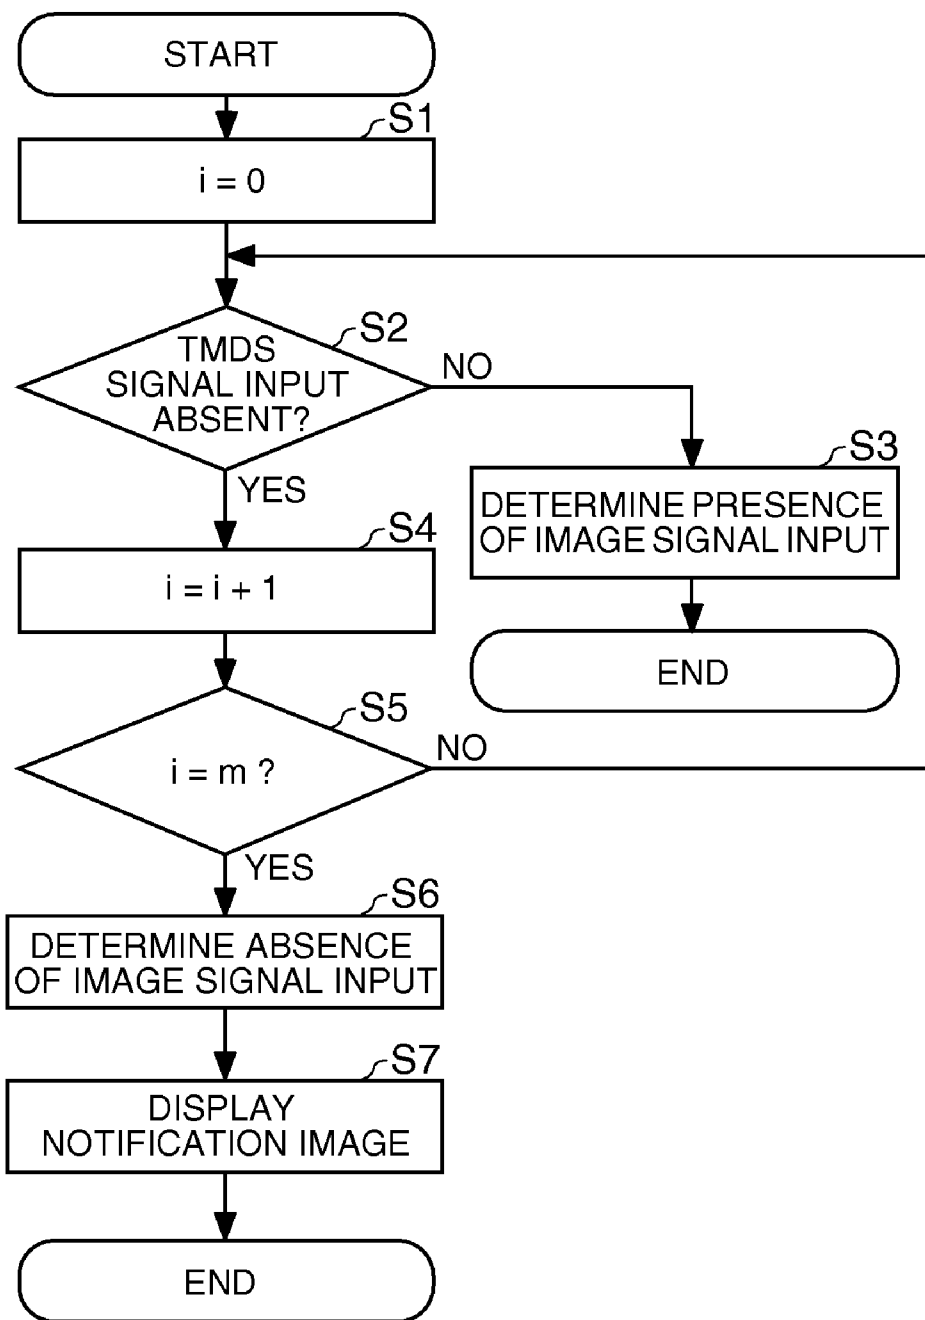 START
S1
i = 0
S2
TMDS
SIGNAL INPUT
ABSENT?
NO
YES
S3
DETERMINE PRESENCE
OF IMAGE SIGNAL INPUT
END
S4
i = i + 1
S5
i = m ?
NO
YES
S6
DETERMINE ABSENCE
OF IMAGE SIGNAL INPUT
S7
DISPLAY
NOTIFICATION IMAGE
END